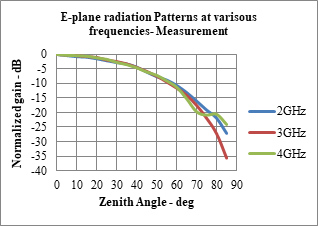 E-plane radiation Patterns at varisous
frequencies- Measurement
0
-5
-10
-15
-20
-25
-30
-35
-40
Normalized gain - dB
0 10 20 30 40 50 60 70 80 90
Zenith Angle - deg
2GHz
3GHz
4GHz